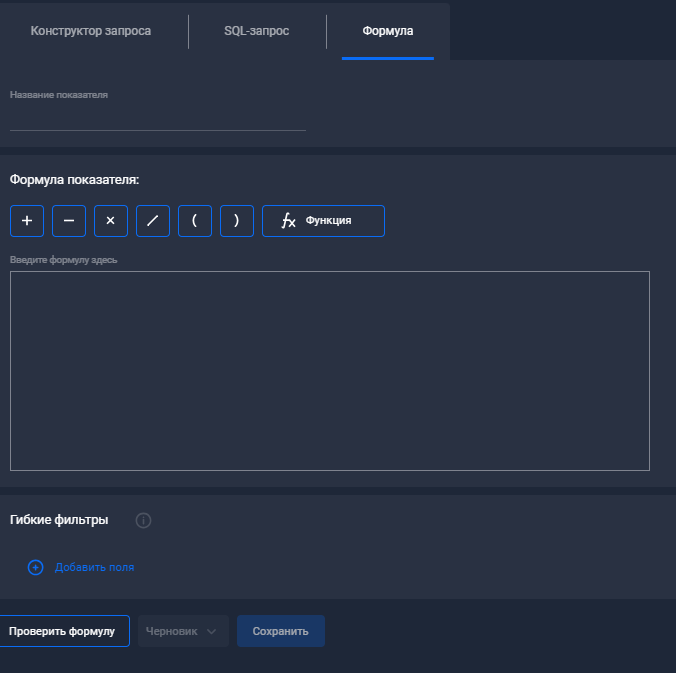 Конструктор запроса SQL-запрос Формула
Название показателя
Формула показателя:
+ − × / ( ) fx Функция
Введите формулу здесь
Гибкие фильтры
Добавить поля
Проверить формулу Черновик Сохранить